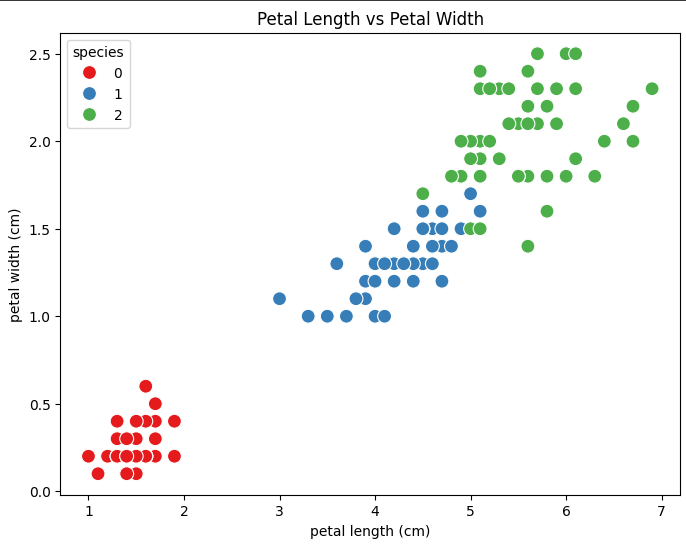 Petal Length vs Petal Width
species
0
1
2
petal width (cm)
2.5
2.0
1.5
1.0
0.5
0.0
1 2 3 4 5 6 7
petal length (cm)